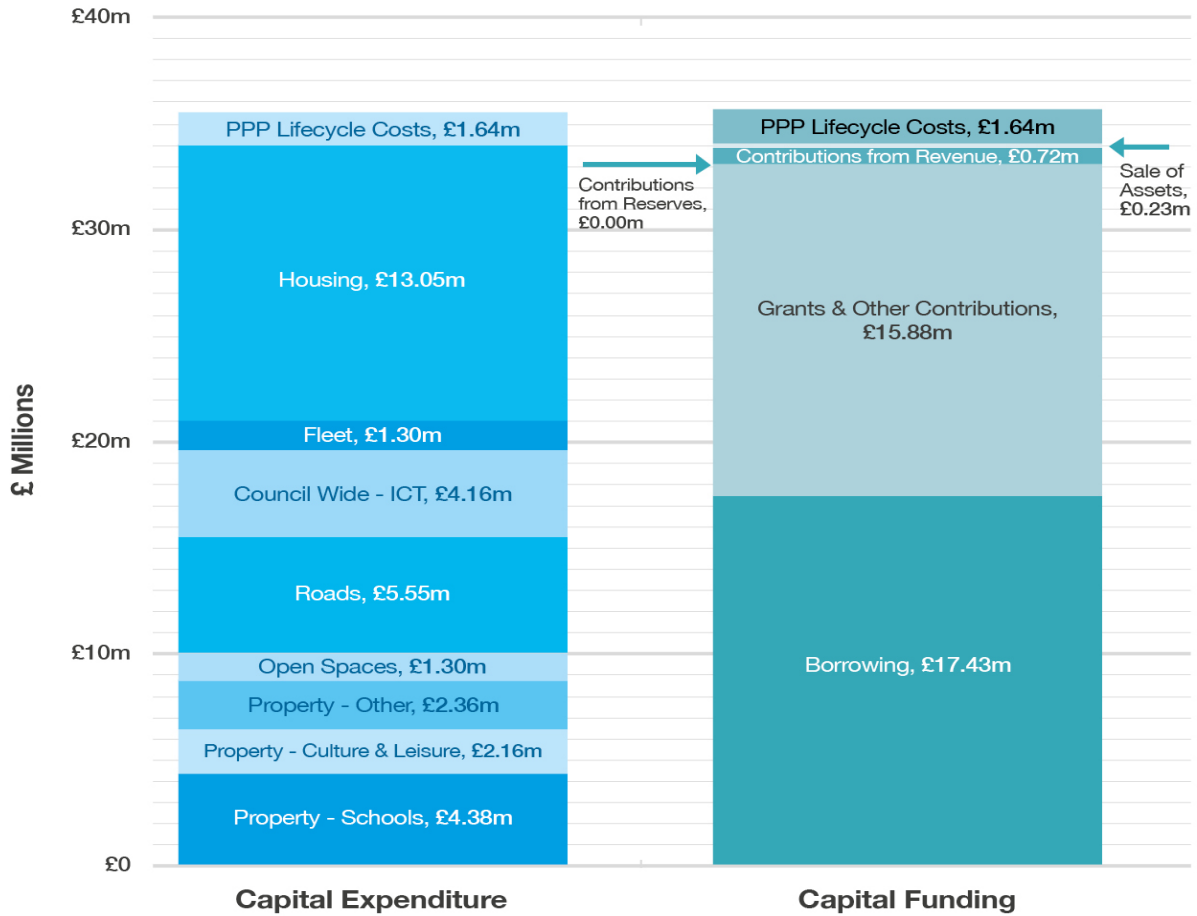 £40m
£30m
£20m
£10m
£0
£ Millions
PPP Lifecycle Costs, £1.64m
Housing, £13.05m
Fleet, £1.30m
Council Wide - ICT, £4.16m
Roads, £5.55m
Open Spaces, £1.30m
Property - Other, £2.36m
Property - Culture & Leisure, £2.16m
Property - Schools, £4.38m
Capital Expenditure
Contributions
from Reserves,
£0.00m
PPP Lifecycle Costs, £1.64m
Contributions from Revenue, £0.72m
Grants & Other Contributions,
£15.88m
Borrowing, £17.43m
Capital Funding
Sale of
Assets,
£0.23m